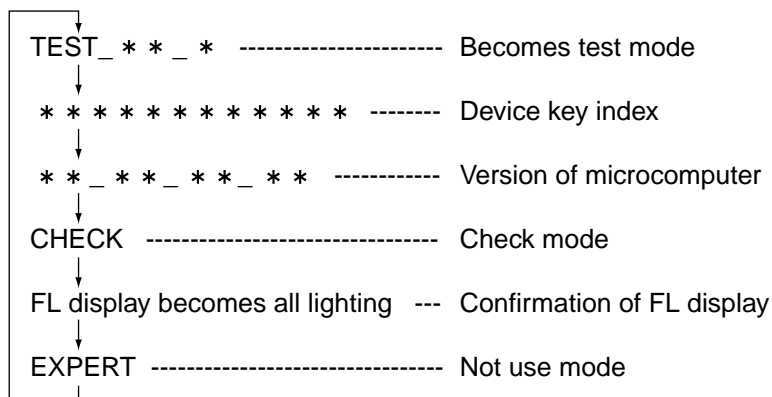 TEST_ * * _ * ---------------------- Becomes test mode
* * * * * * * * * * * * -------- Device key index
* * _ * * _ * * _ * * ----------- Version of microcomputer
CHECK -------------------------------- Check mode
FL display becomes all lighting --- Confirmation of FL display
EXPERT -------------------------------- Not use mode